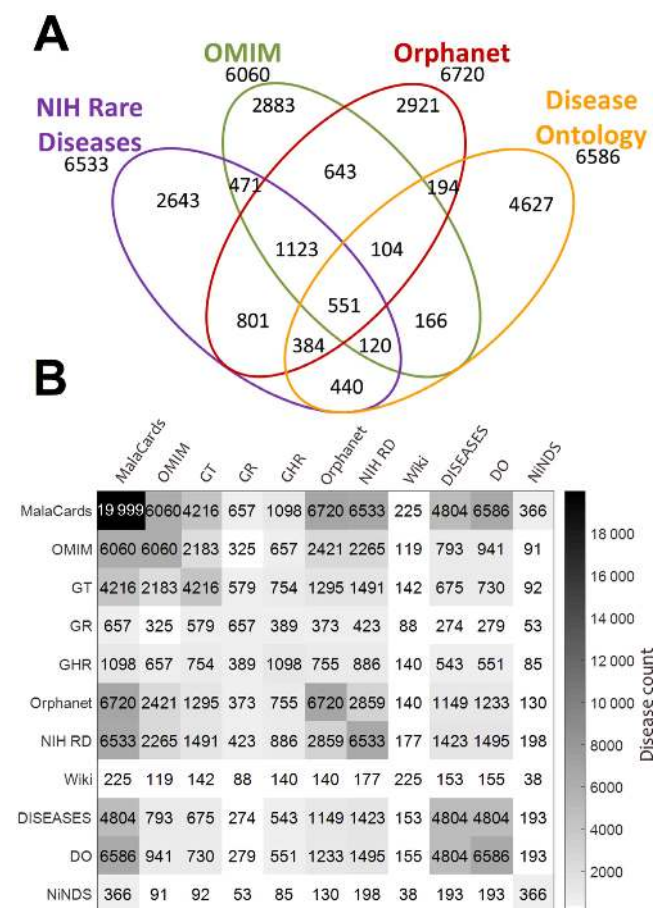 A
OMIM
6060
Orphanet
6720
NIH Rare
Diseases
6533
Disease
Ontology
6586
2883
2921
643
471
194
2643
4627
1123
104
551
801
166
384
120
440
B
MalaCards OMIM GT GR GHR Orphanet NIH RD Wiki DISEASES DO NiNDS
MalaCards 19 999 6060 4216 657 1098 6720 6533 225 4804 6586 366
OMIM 6060 6060 2183 325 657 2421 2265 119 793 941 91
GT 4216 2183 4216 579 754 1295 1491 142 675 730 92
GR 657 325 579 657 389 373 423 88 274 279 53
GHR 1098 657 754 389 1098 755 886 140 543 551 85
Orphanet 6720 2421 1295 373 755 6720 2859 140 1149 1233 130
NIH RD 6533 2265 1491 423 886 2859 6533 177 1423 1495 198
Wiki 225 119 142 88 140 140 177 225 153 155 38
DISEASES 4804 793 675 274 543 1149 1423 153 4804 4804 193
DO 6586 941 730 279 551 1233 1495 155 4804 6586 193
NiNDS 366 91 92 53 85 130 198 38 193 193 366
18 000
16 000
14 000
12 000
10 000
8000
6000
4000
2000
Disease count